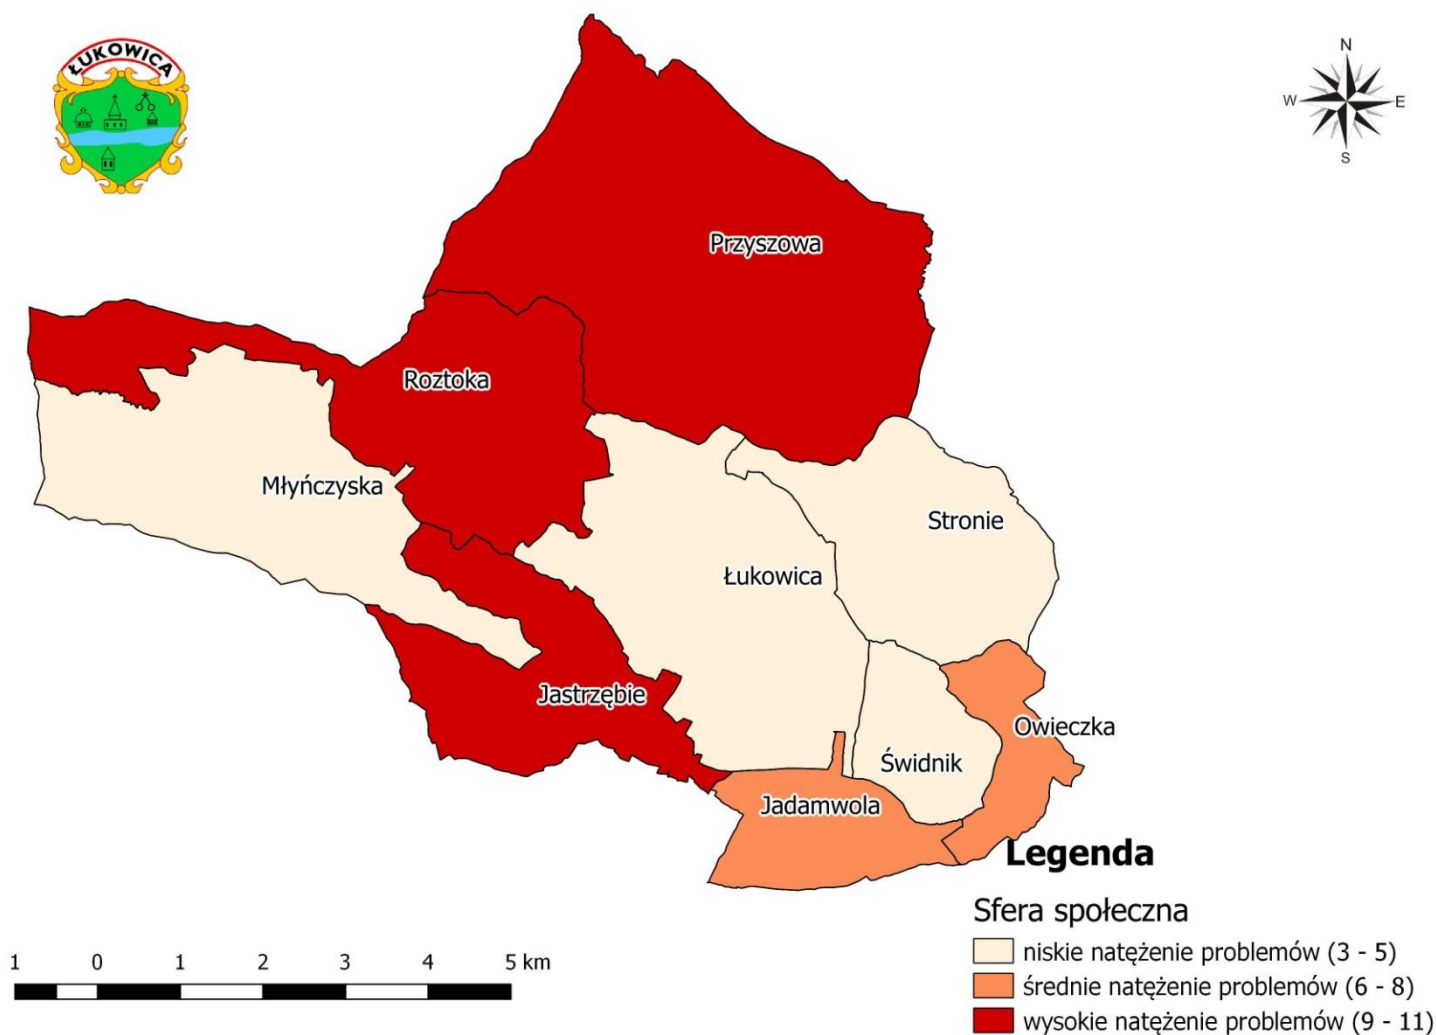 ŁUKOWICA
N
W E
S
Przyszowa
Roztoka
Młyńczyska
Stronie
Łukowica
Jastrzębie
Owieczka
Świdnik
Jadamwola
Legenda
Sfera społeczna
niskie natężenie problemów (3 - 5)
średnie natężenie problemów (6 - 8)
wysokie natężenie problemów (9 - 11)
1 0 1 2 3 4 5 km